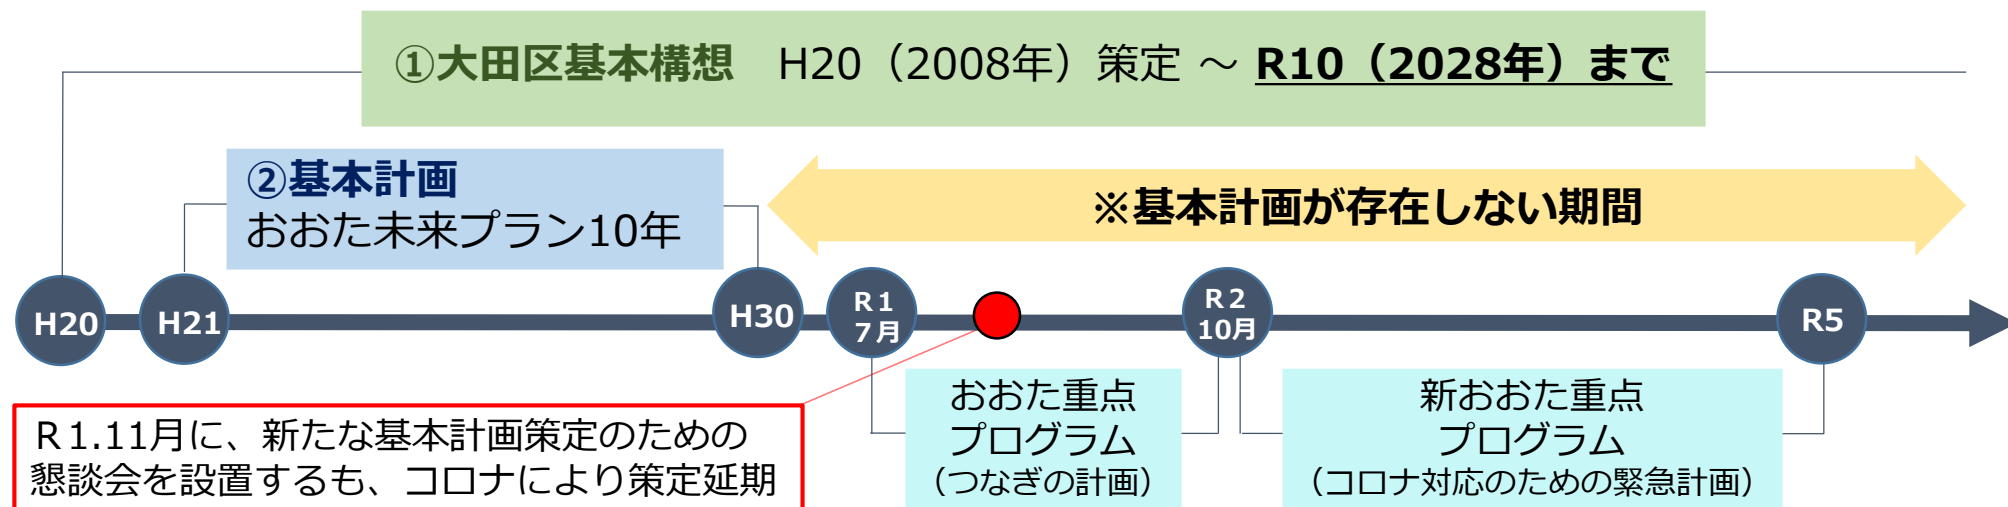 ①大田区基本構想　H20（2008年）策定 ～ R10（2028年）まで
②基本計画
おおた未来プラン10年
※基本計画が存在しない期間
H20
H21
H30
R１
７月
R２
10月
R5
R１.11月に、新たな基本計画策定のための
懇談会を設置するも、コロナにより策定延期
おおた重点
プログラム
（つなぎの計画）
新おおた重点
プログラム
（コロナ対応のための緊急計画）